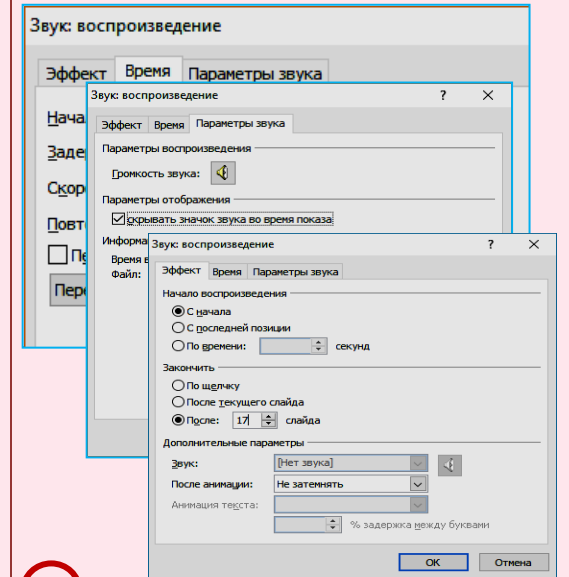 Звук: воспроизведение
Эффект Время Параметры звука
Звук: воспроизведение ? ×
Эффект Время Параметры звука
Параметры воспроизведения
Громкость звука:
Параметры отображения
скрывать значок звука во время показа
Файл:
Звук: воспроизведение ? ×
Эффект Время Параметры звука
Начало воспроизведения
С начала
С последней позиции
По времени: секунд
Закончить
По щелчку
После текущего слайда
После: 17 слайда
Дополнительные параметры
Звук: [Нет звука]
После анимации: Не затемнять
Анимация текста:
% задержка между буквами
ОК Отмена